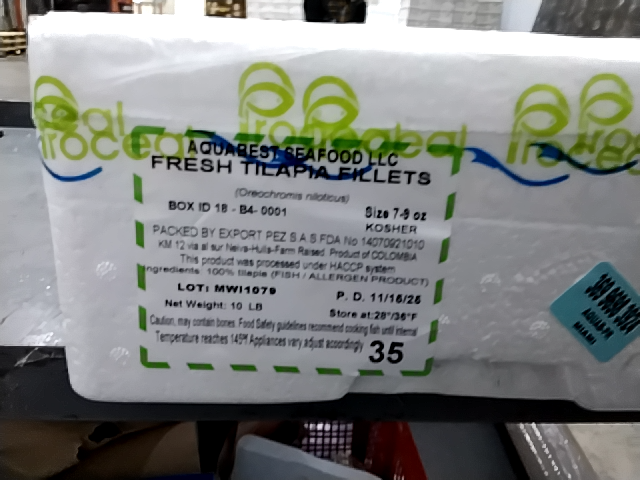 Proceal Proceal
AQUABEST SEAFOOD LLC
FRESH TILAPIA FILLETS
(Oreochromis niloticus)
BOX ID 18 - B4- 0001
Size 7-9 oz
KOSHER
PACKED BY EXPORT PEZ S A S FDA No 14070921010
KM 12 via al sur Neiva-Huila-Farm Raised. Product of COLOMBIA
This product was processed under HACCP system
Ingredients: 100% tilapia (FISH / ALLERGEN PRODUCT)
LOT: MWI1079
P. D. 11/16/25
Net Weight: 10 LB
Store at:28°/36°F
Caution, may contain bones. Food Safety guidelines recommend cooking fish until internal
Temperature reaches 145°f Appliances vary adjust accordingly
35
MIAMI